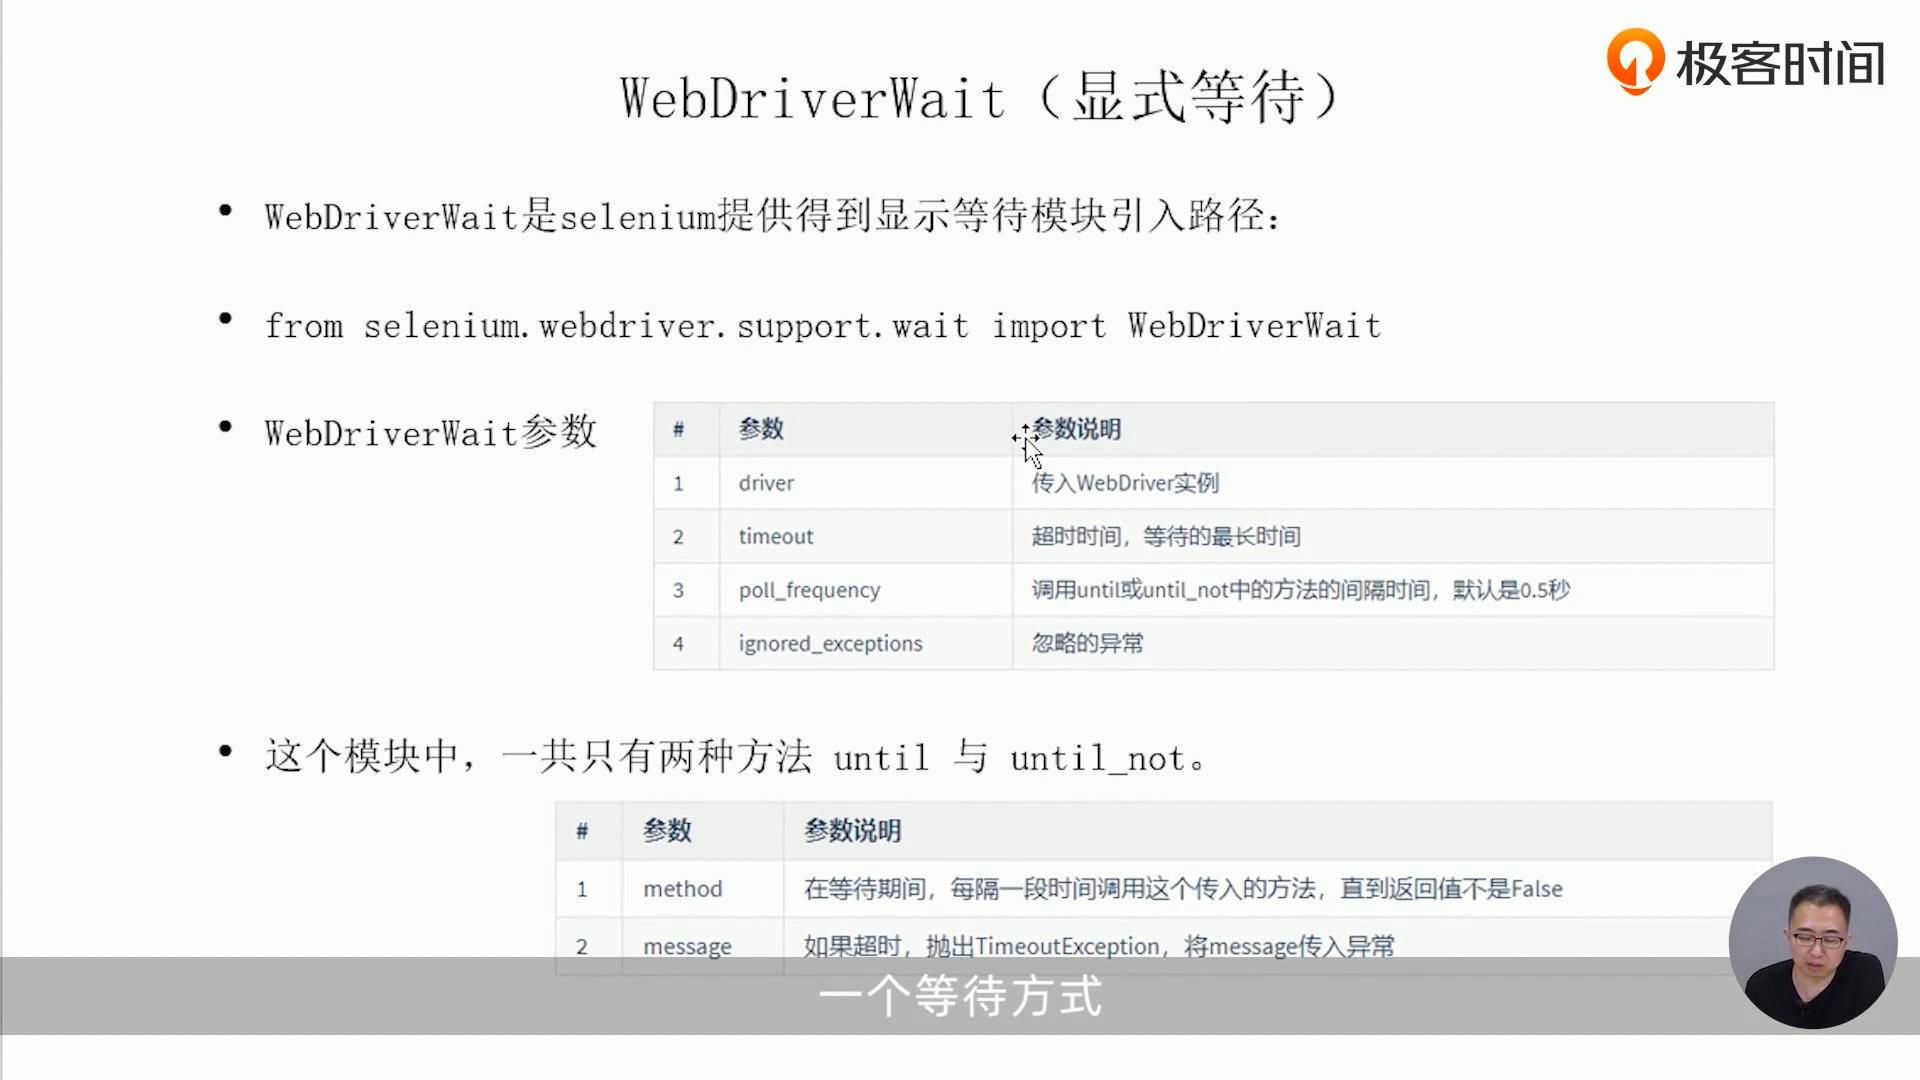 极客时间
WebDriverWait（显式等待）
• WebDriverWait是selenium提供得到显示等待模块引入路径：
• from selenium.webdriver.support.wait import WebDriverWait
• WebDriverWait参数
# 参数 参数说明
1 driver 传入WebDriver实例
2 timeout 超时时间，等待的最长时间
3 poll_frequency 调用until或until_not中的方法的间隔时间，默认是0.5秒
4 ignored_exceptions 忽略的异常
• 这个模块中，一共只有两种方法 until 与 until_not。
# 参数 参数说明
1 method 在等待期间，每隔一段时间调用这个传入的方法，直到返回值不是False
2 message 如果超时，抛出TimeoutException，将message传入异常
一个等待方式